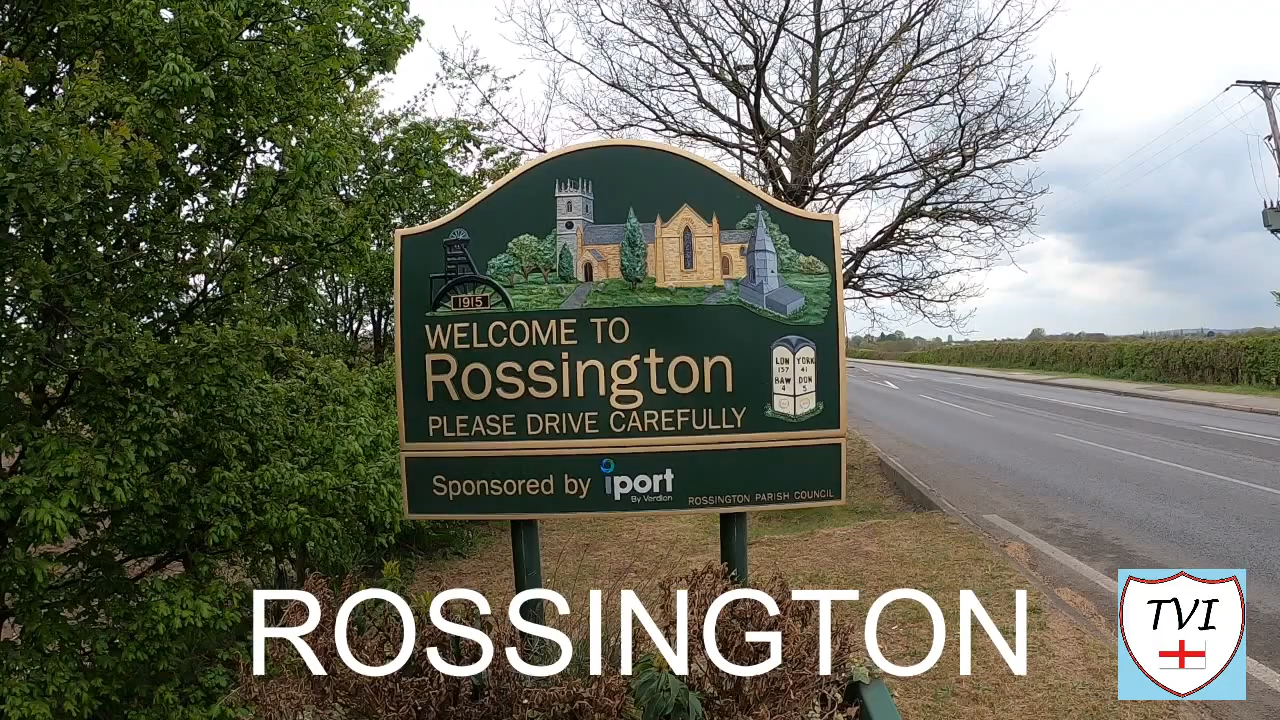 1915
WELCOME TO
Rossington
PLEASE DRIVE CAREFULLY
LON YORK
157 41
BAW DON
4 5
Sponsored by iport
By Verdion
ROSSINGTON PARISH COUNCIL
ROSSINGTON
TVI